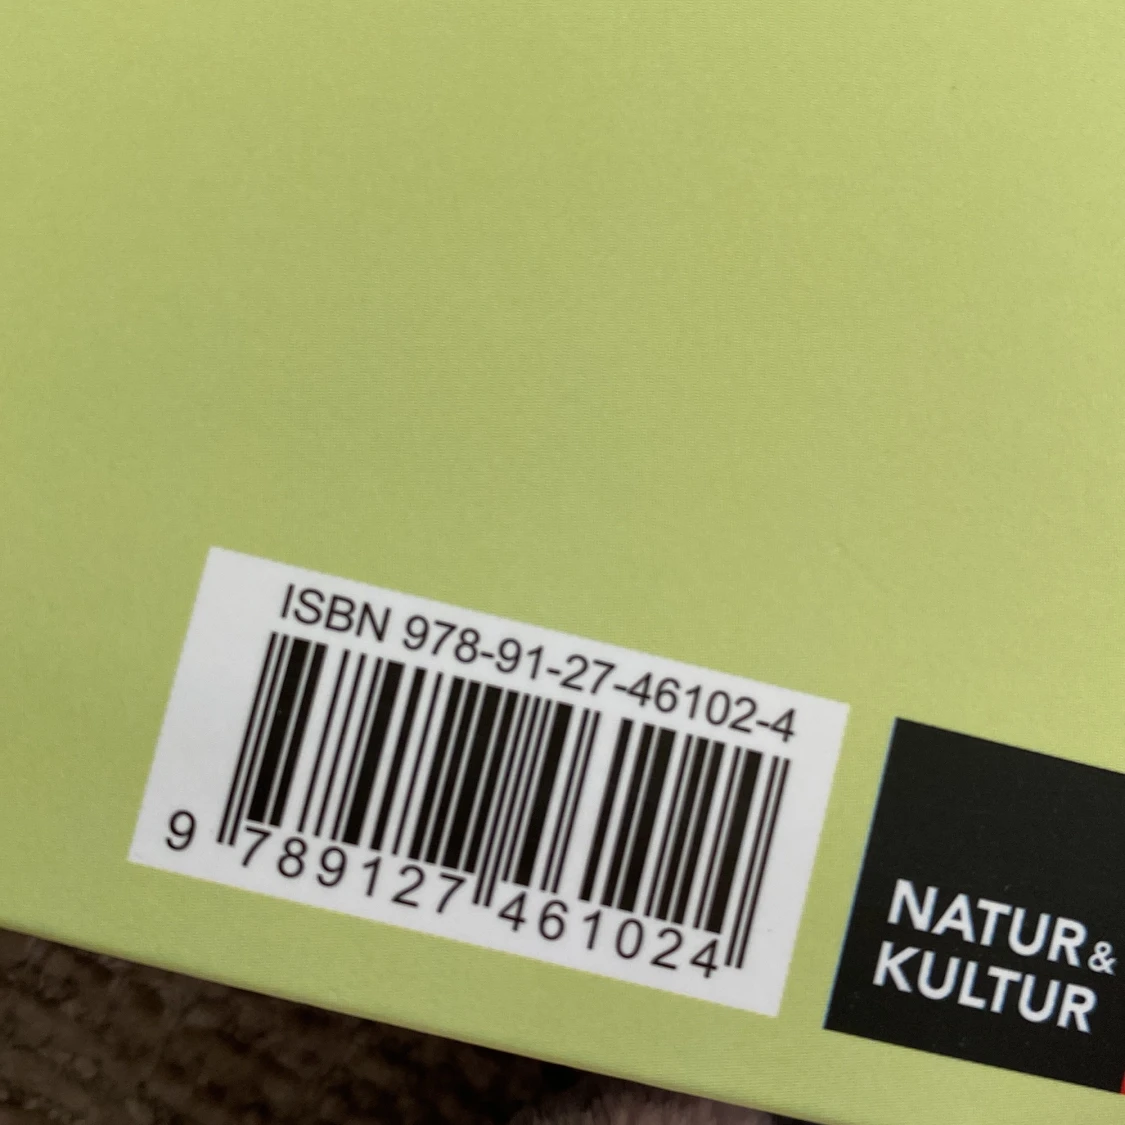 ISBN 978-91-27-46102-4
9 789127 461024
NATUR &
KULTUR